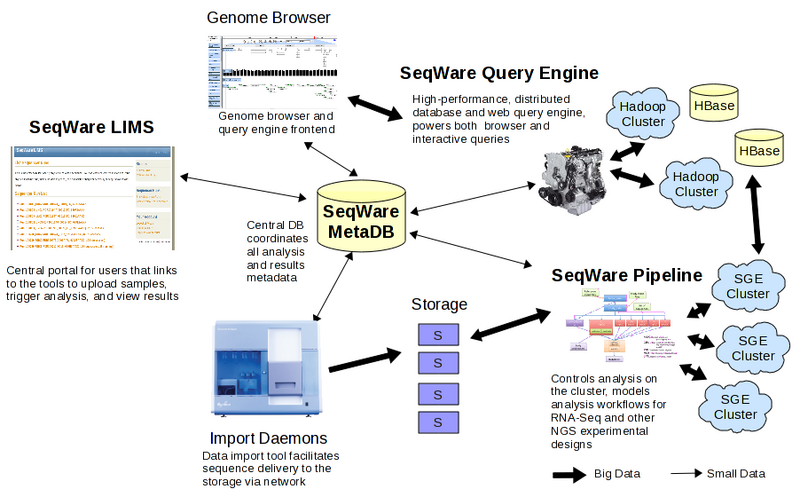 Genome Browser
Genome browser and
query engine frontend
SeqWare Query Engine
High-performance, distributed
database and web query engine,
powers both browser and
interactive queries
Hadoop
Cluster
HBase
HBase
Hadoop
Cluster
SeqWare LIMS
SeqWare LIMS
Central portal for users that links
to the tools to upload samples,
trigger analysis, and view results
SeqWare
MetaDB
Central DB
coordinates
all analysis
and results
metadata
Storage
S
S
S
S
Import Daemons
Data import tool facilitates
sequence delivery to the
storage via network
SeqWare Pipeline
Controls analysis on
the cluster, models
analysis workflows for
RNA-Seq and other
NGS experimental
designs
SGE
Cluster
SGE
Cluster
SGE
Cluster
Big Data
Small Data